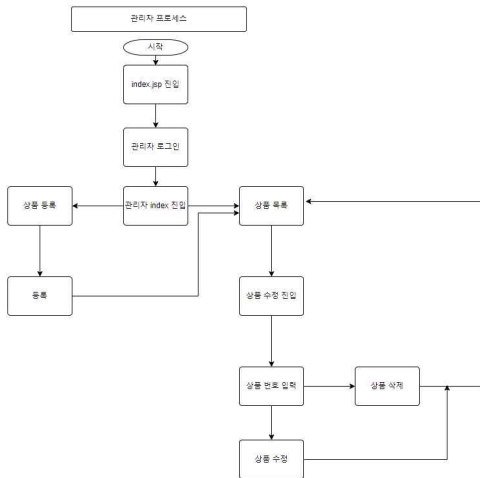 관리자 프로세스
시작
index.jsp 진입
관리자 로그인
상품 등록
관리자 index 진입
상품 목록
등록
상품 수정 진입
상품 번호 입력
상품 삭제
상품 수정